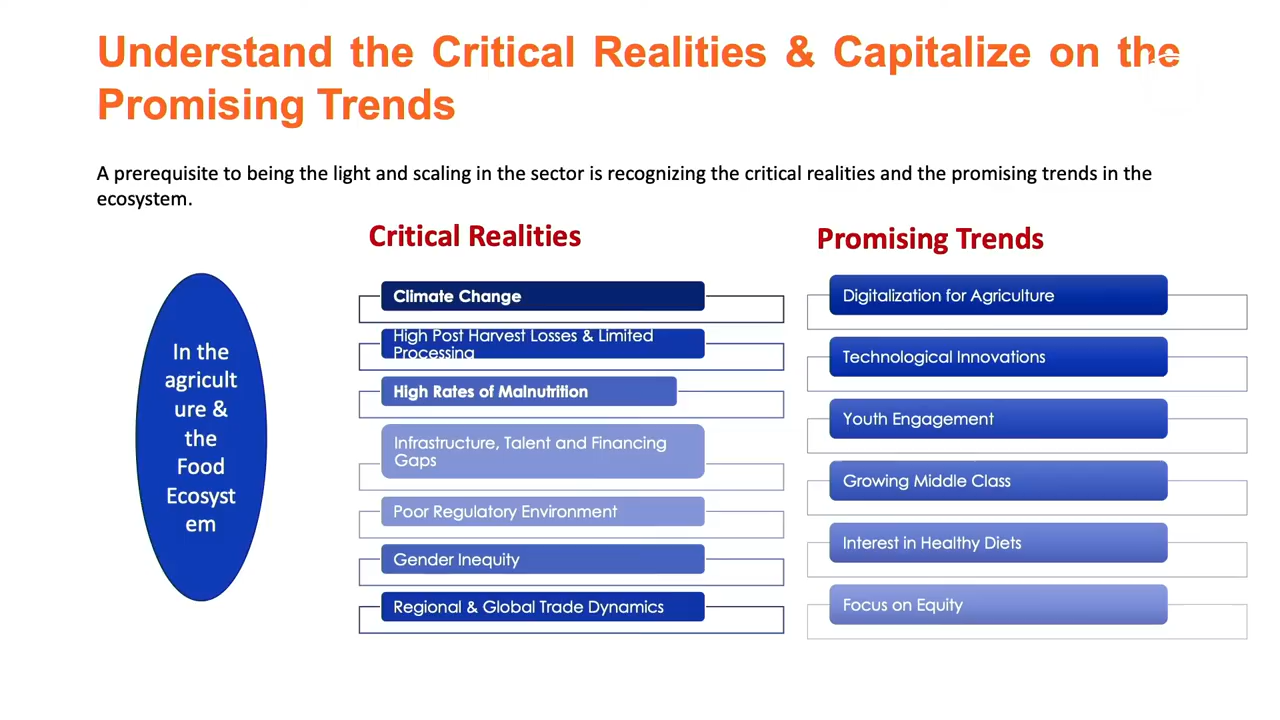 Understand the Critical Realities & Capitalize on the
Promising Trends
A prerequisite to being the light and scaling in the sector is recognizing the critical realities and the promising trends in the
ecosystem.
In the
agricult
ure &
the
Food
Ecosyst
em
Critical Realities
Climate Change
High Post Harvest Losses & Limited
Processing
High Rates of Malnutrition
Infrastructure, Talent and Financing
Gaps
Poor Regulatory Environment
Gender Inequity
Regional & Global Trade Dynamics
Promising Trends
Digitalization for Agriculture
Technological Innovations
Youth Engagement
Growing Middle Class
Interest in Healthy Diets
Focus on Equity